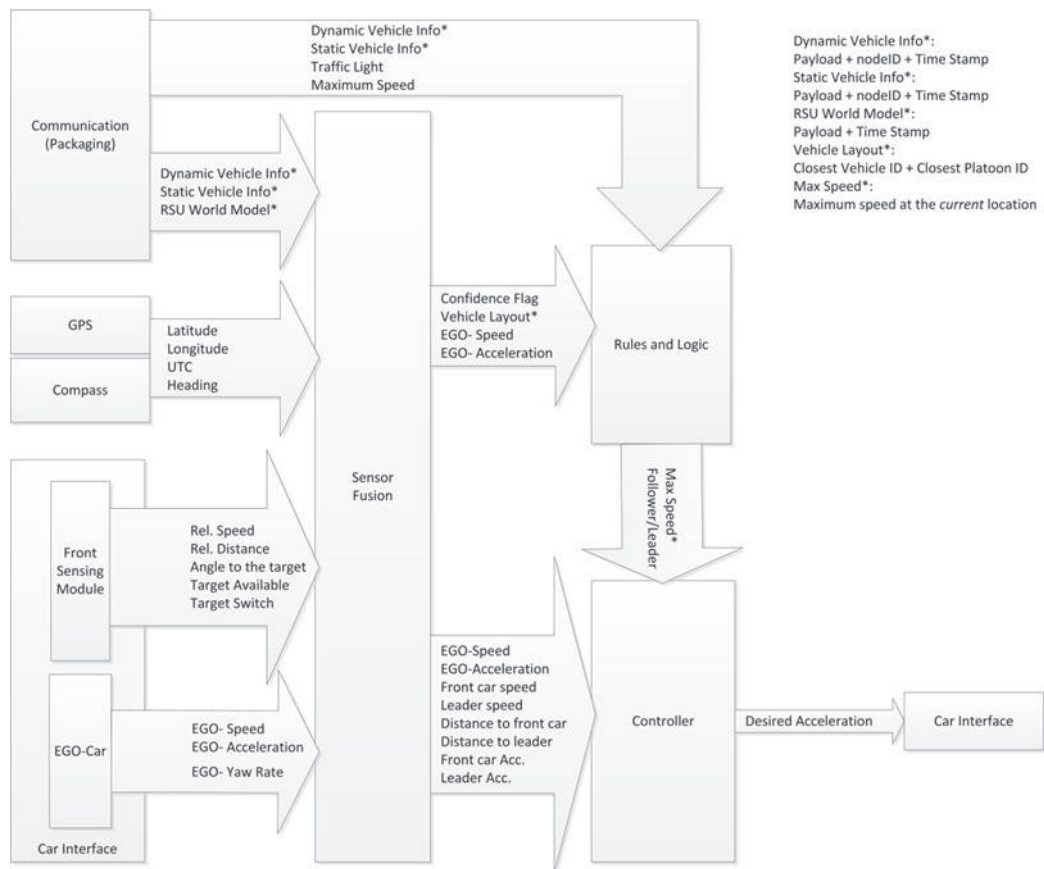 Dynamic Vehicle Info*
Static Vehicle Info*
Traffic Light
Maximum Speed
Dynamic Vehicle Info*:
Payload + nodeID + Time Stamp
Static Vehicle Info*:
Payload + nodeID + Time Stamp
RSU World Model*:
Payload + Time Stamp
Vehicle Layout*:
Closest Vehicle ID + Closest Platoon ID
Max Speed*:
Maximum speed at the current location
Communication
(Packaging)
Dynamic Vehicle Info*
Static Vehicle Info*
RSU World Model*
GPS
Compass
Latitude
Longitude
UTC
Heading
Confidence Flag
Vehicle Layout*
EGO- Speed
EGO- Acceleration
Rules and Logic
Sensor
Fusion
Max Speed*
Follower/Leader
Front
Sensing
Module
Rel. Speed
Rel. Distance
Angle to the target
Target Available
Target Switch
EGO-Car
EGO- Speed
EGO- Acceleration
EGO- Yaw Rate
Car Interface
EGO-Speed
EGO-Acceleration
Front car speed
Leader speed
Distance to front car
Distance to leader
Front car Acc.
Leader Acc.
Controller
Desired Acceleration
Car Interface